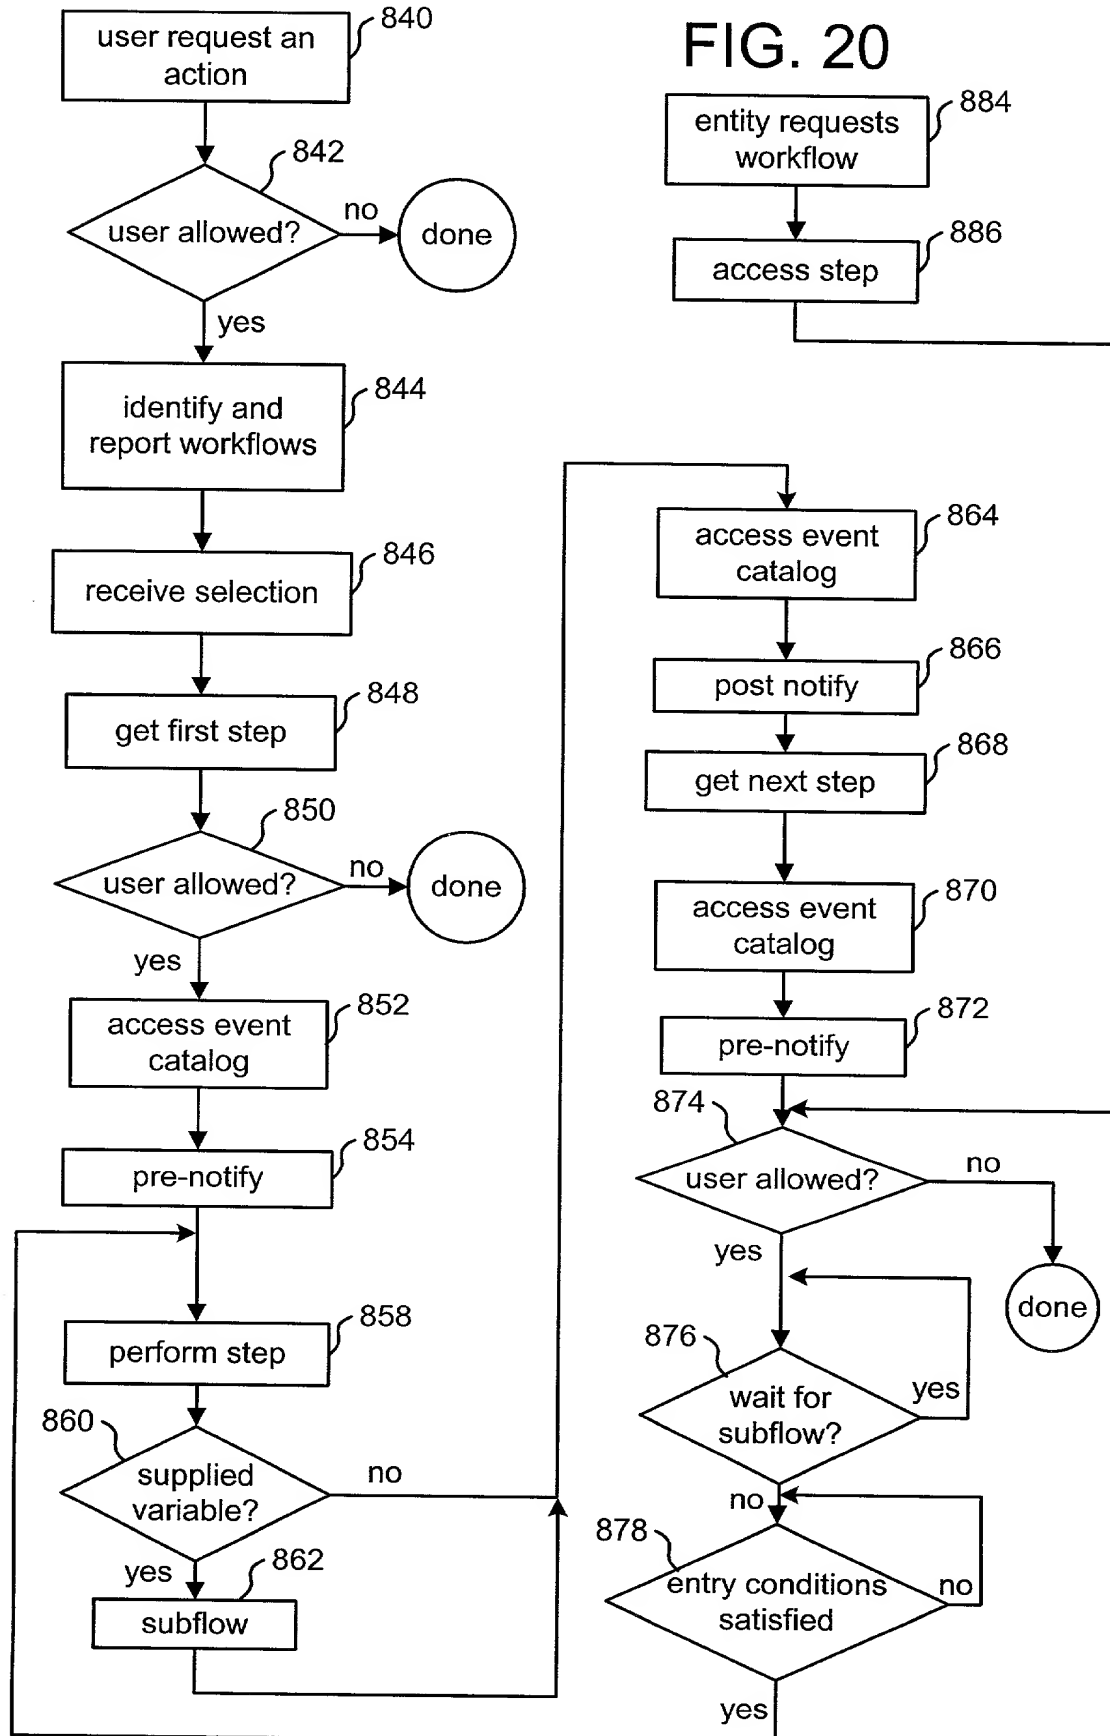 FIG. 20
840
user request an
action
842
user allowed?
no
done
yes
844
identify and
report workflows
846
receive selection
848
get first step
850
user allowed?
no
done
yes
852
access event
catalog
854
pre-notify
858
perform step
860
supplied
variable?
no
yes
862
subflow
884
entity requests
workflow
886
access step
864
access event
catalog
866
post notify
868
get next step
870
access event
catalog
872
pre-notify
874
user allowed?
no
done
yes
876
wait for
subflow?
yes
no
878
entry conditions
satisfied
no
yes